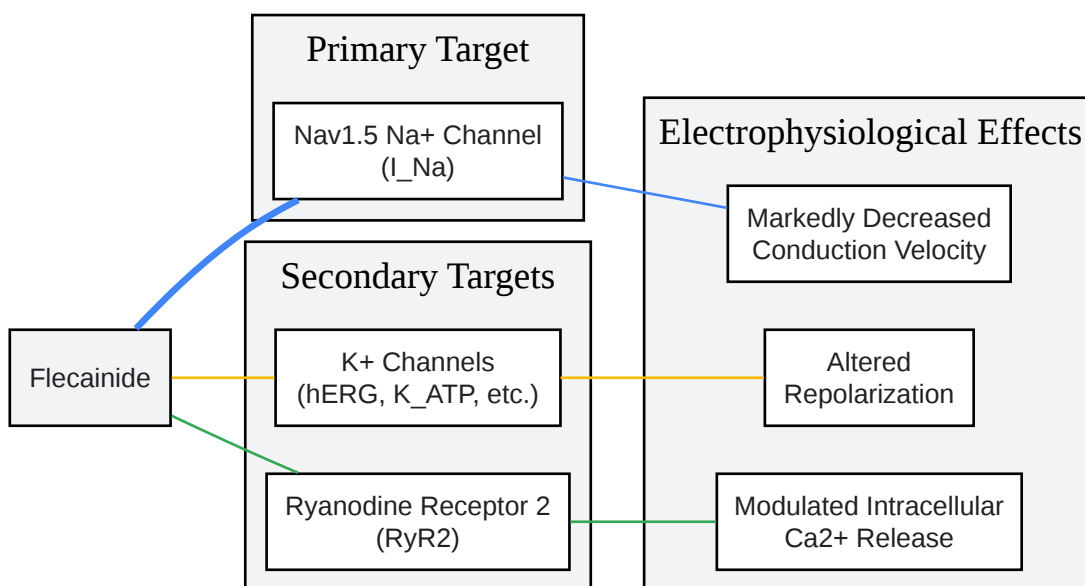 Primary Target
Nav1.5 Na+ Channel
(I_Na)
Electrophysiological Effects
Markedly Decreased
Conduction Velocity
Secondary Targets
Flecainide
K+ Channels
(hERG, K_ATP, etc.)
Altered
Repolarization
Ryanodine Receptor 2
(RyR2)
Modulated Intracellular
Ca2+ Release